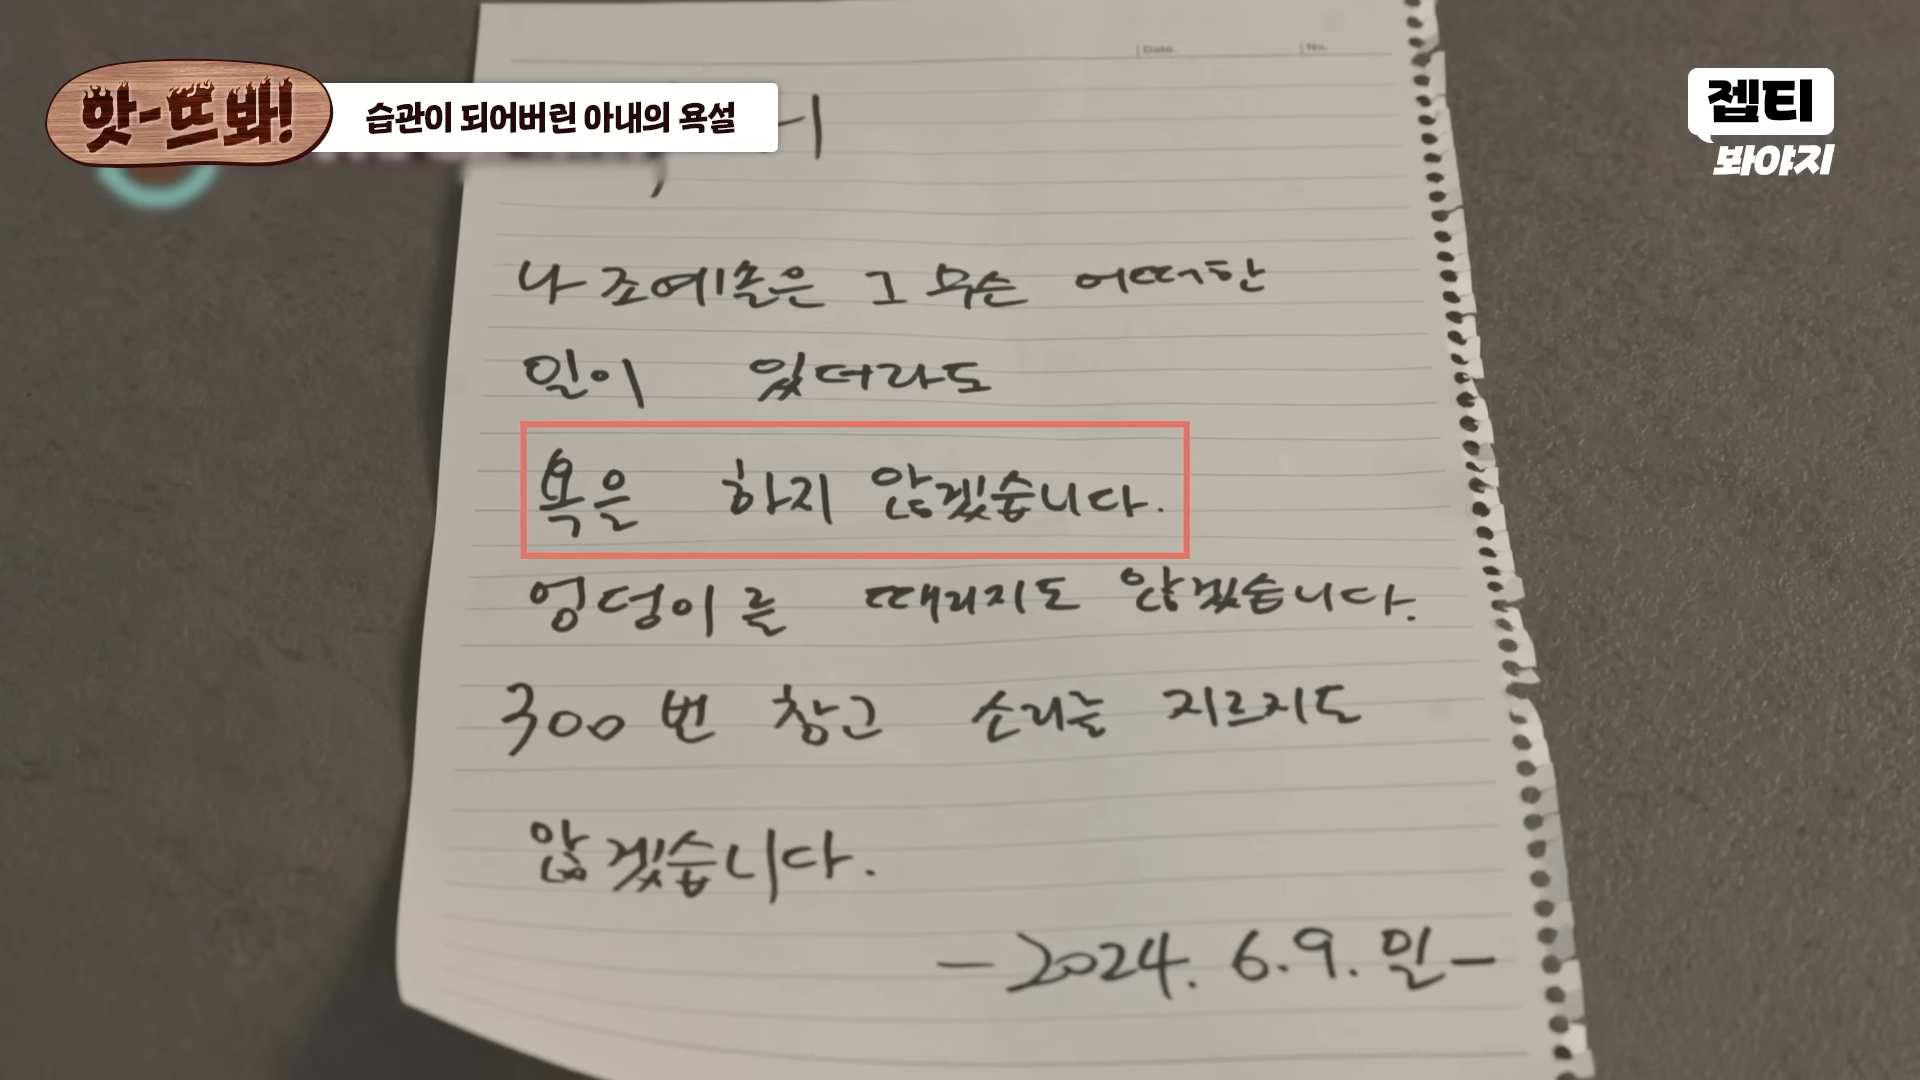 앗-뜨봐!
습관이 되어버린 아내의 욕설
젭티
봐야지
Date.
No.
나 조예솔은 그 무슨 어떠한
일이 있더라도
욕은 하지 않겠습니다.
엉덩이를 때리지도 않겠습니다.
300번 참고 소리를 지르지도
않겠습니다.
-2024. 6. 9. 일-